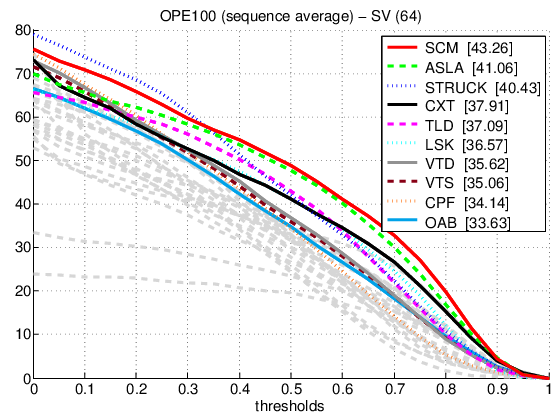 OPE100 (sequence average) – SV (64)
80
70
60
50
40
30
20
10
0
SCM [43.26]
ASLA [41.06]
STRUCK [40.43]
CXT [37.91]
TLD [37.09]
LSK [36.57]
VTD [35.62]
VTS [35.06]
CPF [34.14]
OAB [33.63]
0 0.1 0.2 0.3 0.4 0.5 0.6 0.7 0.8 0.9 1
thresholds